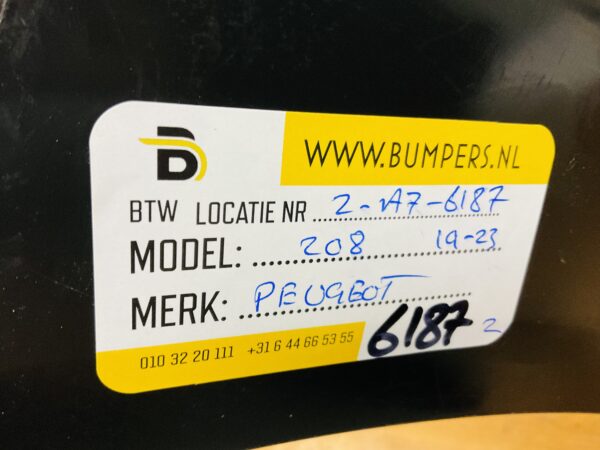 B
WWW.BUMPERS.NL
BTW LOCATIE NR 2-A7-6187
MODEL: 208 19-23
MERK: PEUGEOT
6187 2
010 32 20 111 +31 6 44 66 53 55